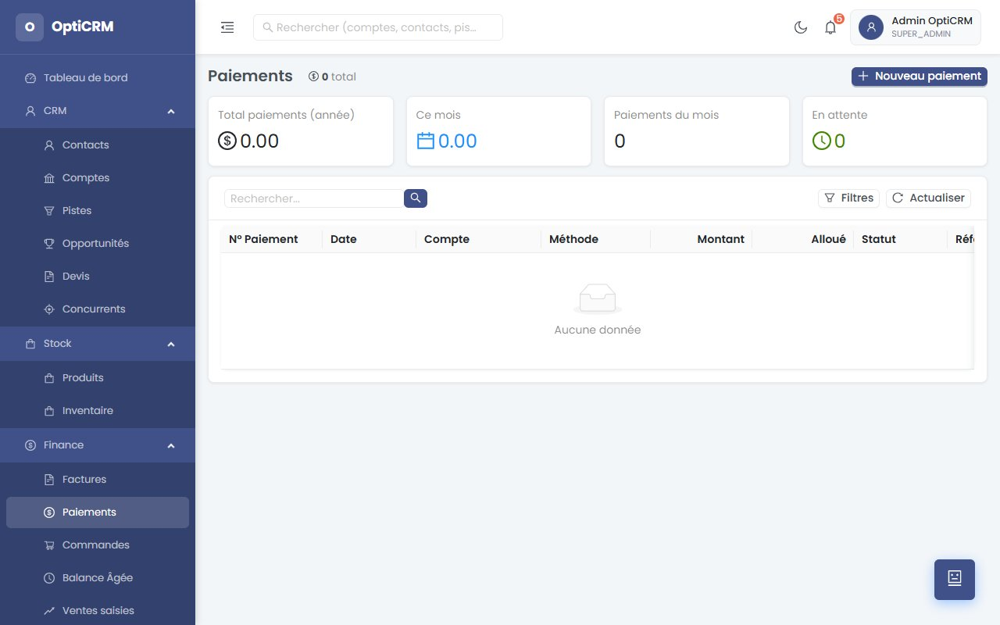 O OptiCRM
Rechercher (comptes, contacts, pis...
5
Admin OptiCRM
SUPER_ADMIN
Tableau de bord
CRM
Contacts
Comptes
Pistes
Opportunités
Devis
Concurrents
Stock
Produits
Inventaire
Finance
Factures
Paiements
Commandes
Balance Âgée
Ventes saisies
Paiements
0 total
Nouveau paiement
Total paiements (année)
0.00
Ce mois
0.00
Paiements du mois
0
En attente
0
Rechercher...
Filtres
Actualiser
N° Paiement Date Compte Méthode Montant Alloué Statut Réfé
Aucune donnée